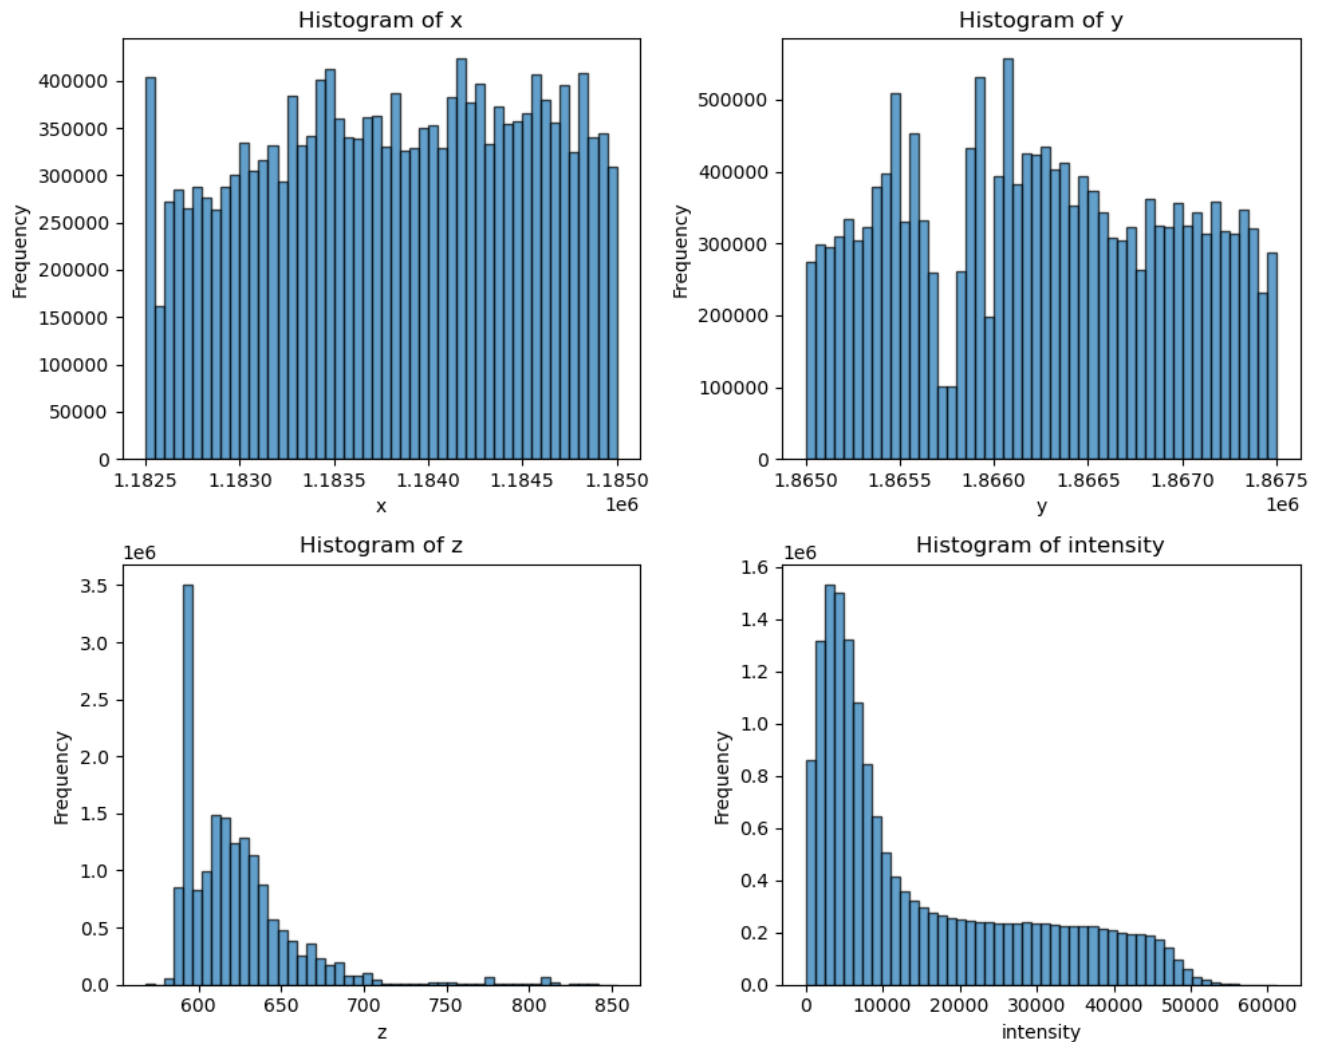 Histogram of x
Frequency
400000
350000
300000
250000
200000
150000
100000
50000
0
1.1825 1.1830 1.1835 1.1840 1.1845 1.1850
1e6
x
Histogram of y
Frequency
500000
400000
300000
200000
100000
0
1.8650 1.8655 1.8660 1.8665 1.8670 1.8675
1e6
y
Histogram of z
1e6
Frequency
3.5
3.0
2.5
2.0
1.5
1.0
0.5
0.0
600 650 700 750 800 850
z
Histogram of intensity
1e6
Frequency
1.6
1.4
1.2
1.0
0.8
0.6
0.4
0.2
0.0
0 10000 20000 30000 40000 50000 60000
intensity